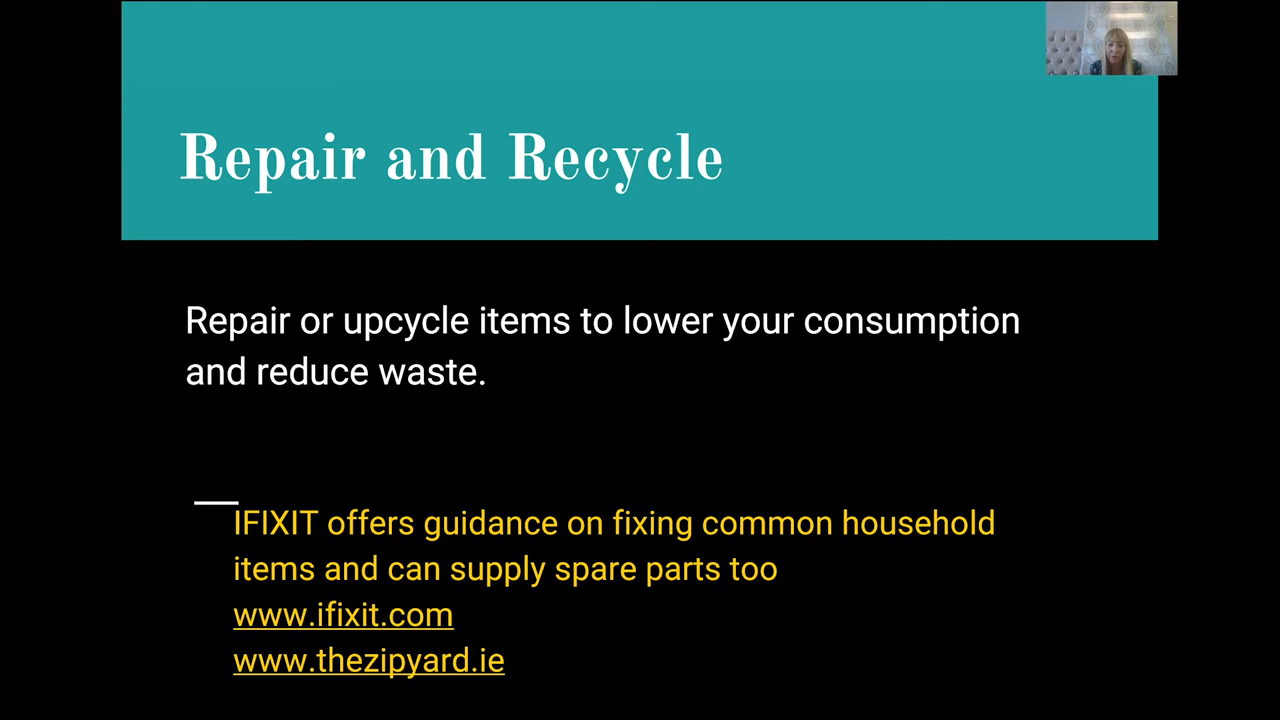 Repair and Recycle
Repair or upcycle items to lower your consumption
and reduce waste.
IFIXIT offers guidance on fixing common household
items and can supply spare parts too
www.ifixit.com
www.thezipyard.ie